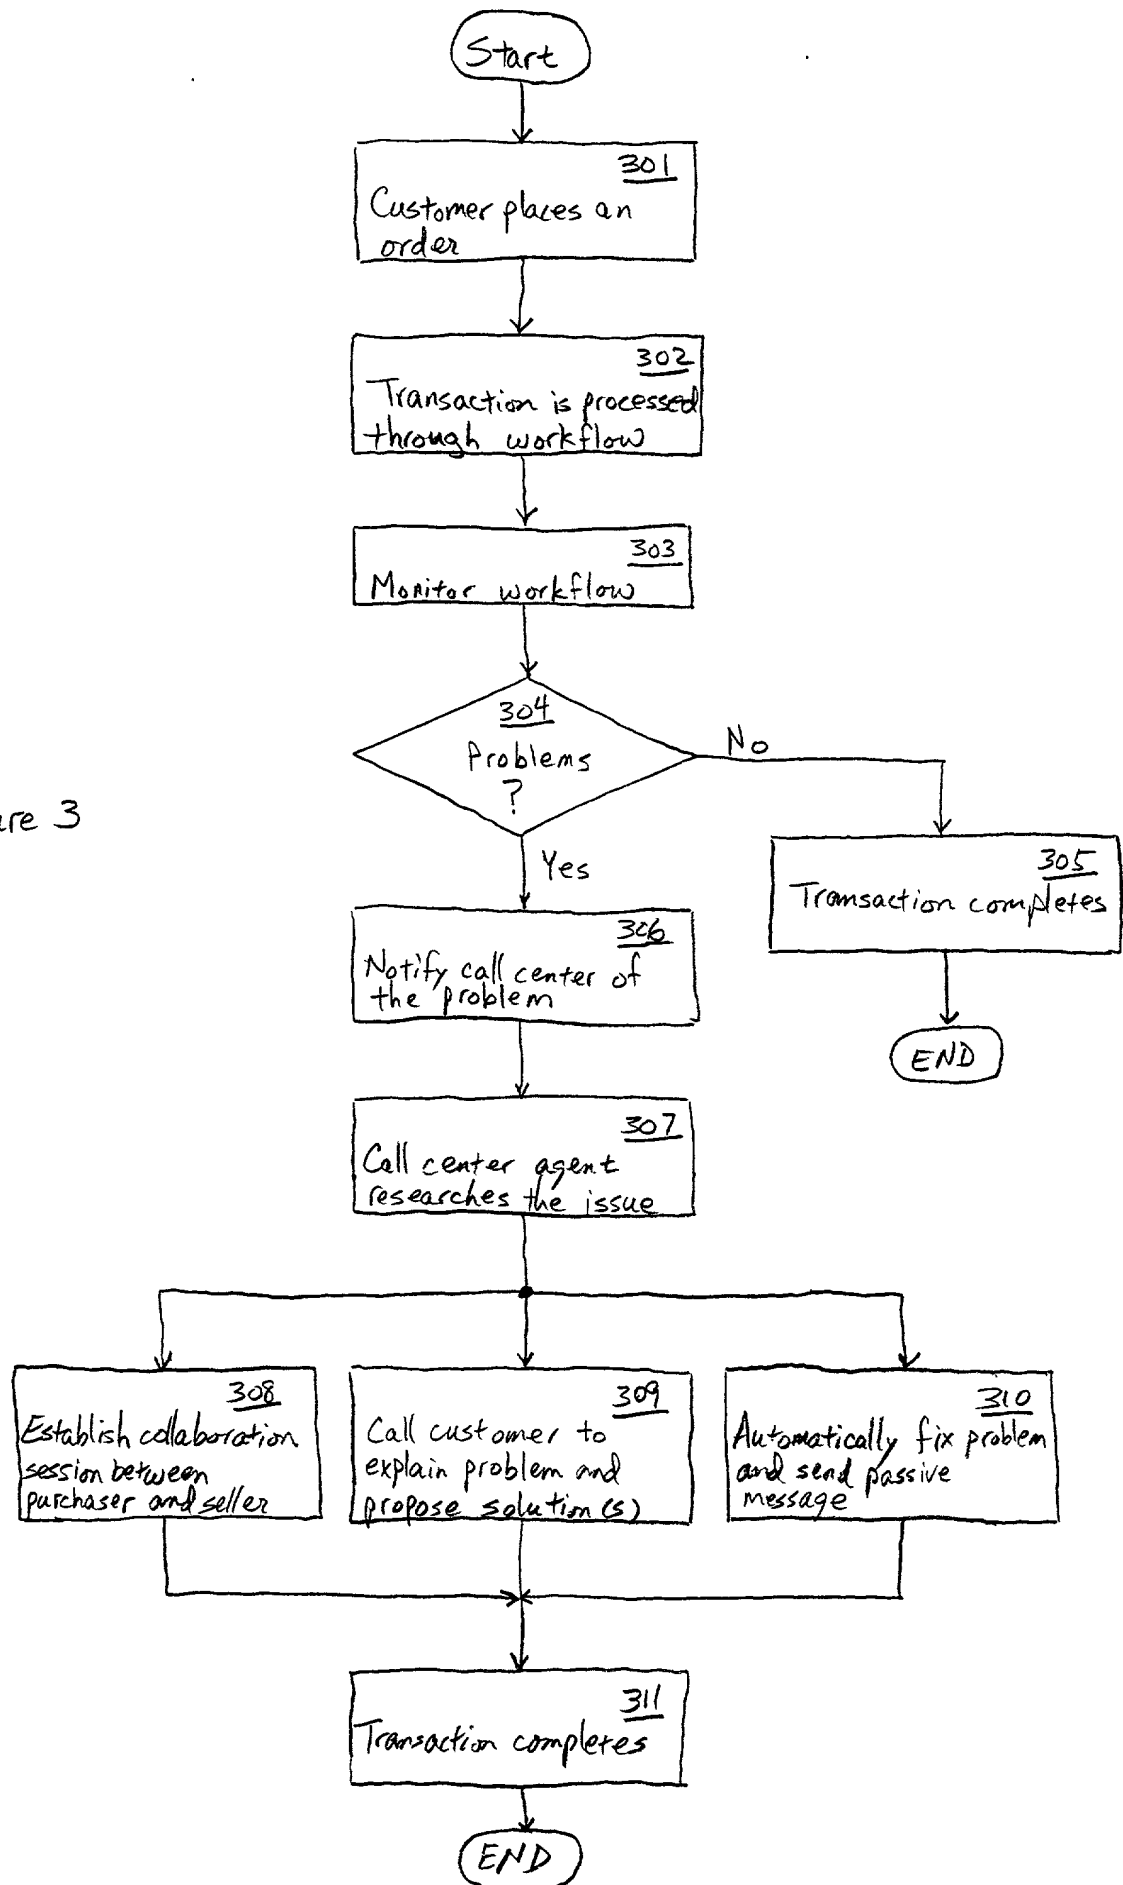 Start
301
Customer places an
order
302
Transaction is processed
through workflow
303
Monitor workflow
304
Problems
?
No
Yes
ure 3
305
Transaction completes
END
306
Notify call center of
the problem
307
Call center agent
researches the issue
308
Establish collaboration
session between
purchaser and seller
309
Call customer to
explain problem and
propose solution(s)
310
Automatically fix problem
and send passive
message
311
Transaction completes
END